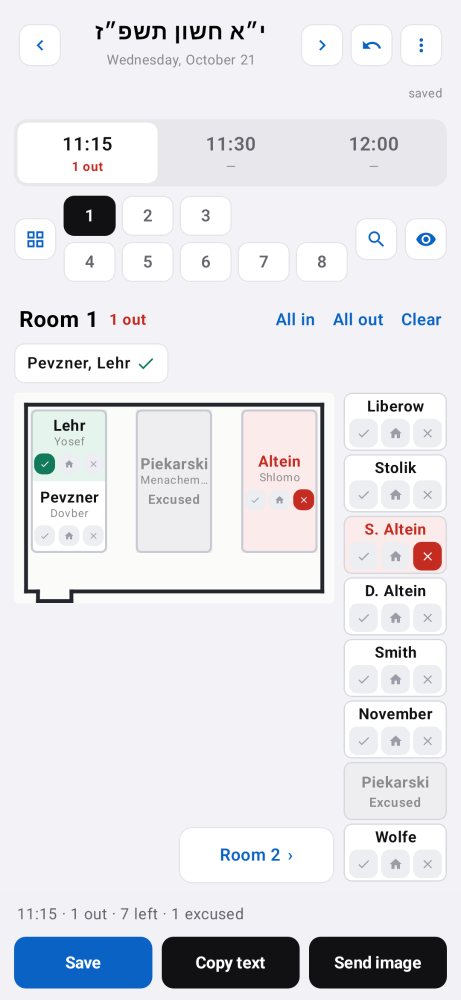 י״א חשון תשפ״ז
Wednesday, October 21
saved
11:15
1 out
11:30
—
12:00
—
1
2
3
4
5
6
7
8
Room 1
1 out
All in
All out
Clear
Pevzner, Lehr
Lehr
Yosef
Pevzner
Dovber
Piekarski
Menachem…
Excused
Altein
Shlomo
Liberow
Stolik
S. Altein
D. Altein
Smith
November
Piekarski
Excused
Wolfe
Room 2 ›
11:15 · 1 out · 7 left · 1 excused
Save
Copy text
Send image